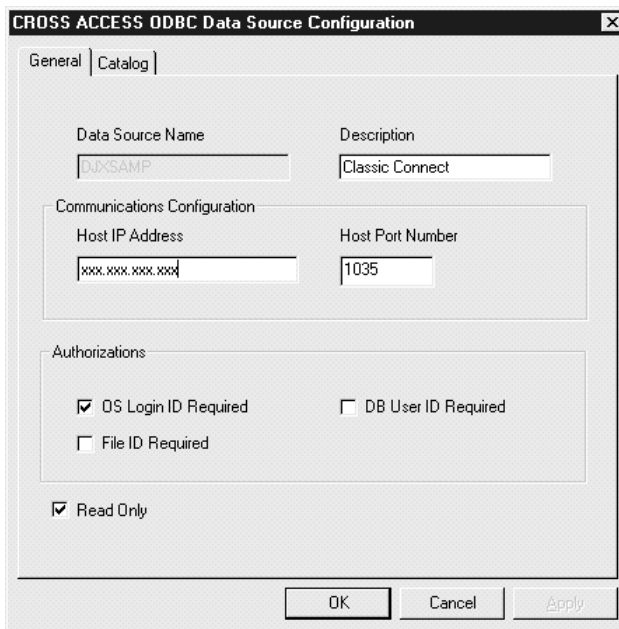 CROSS ACCESS ODBC Data Source Configuration
General Catalog
Data Source Name Description
DJXSAMP Classic Connect
Communications Configuration
Host IP Address Host Port Number
xxx.xxx.xxx.xxx 1035
Authorizations
OS Login ID Required DB User ID Required
File ID Required
Read Only
OK Cancel Apply